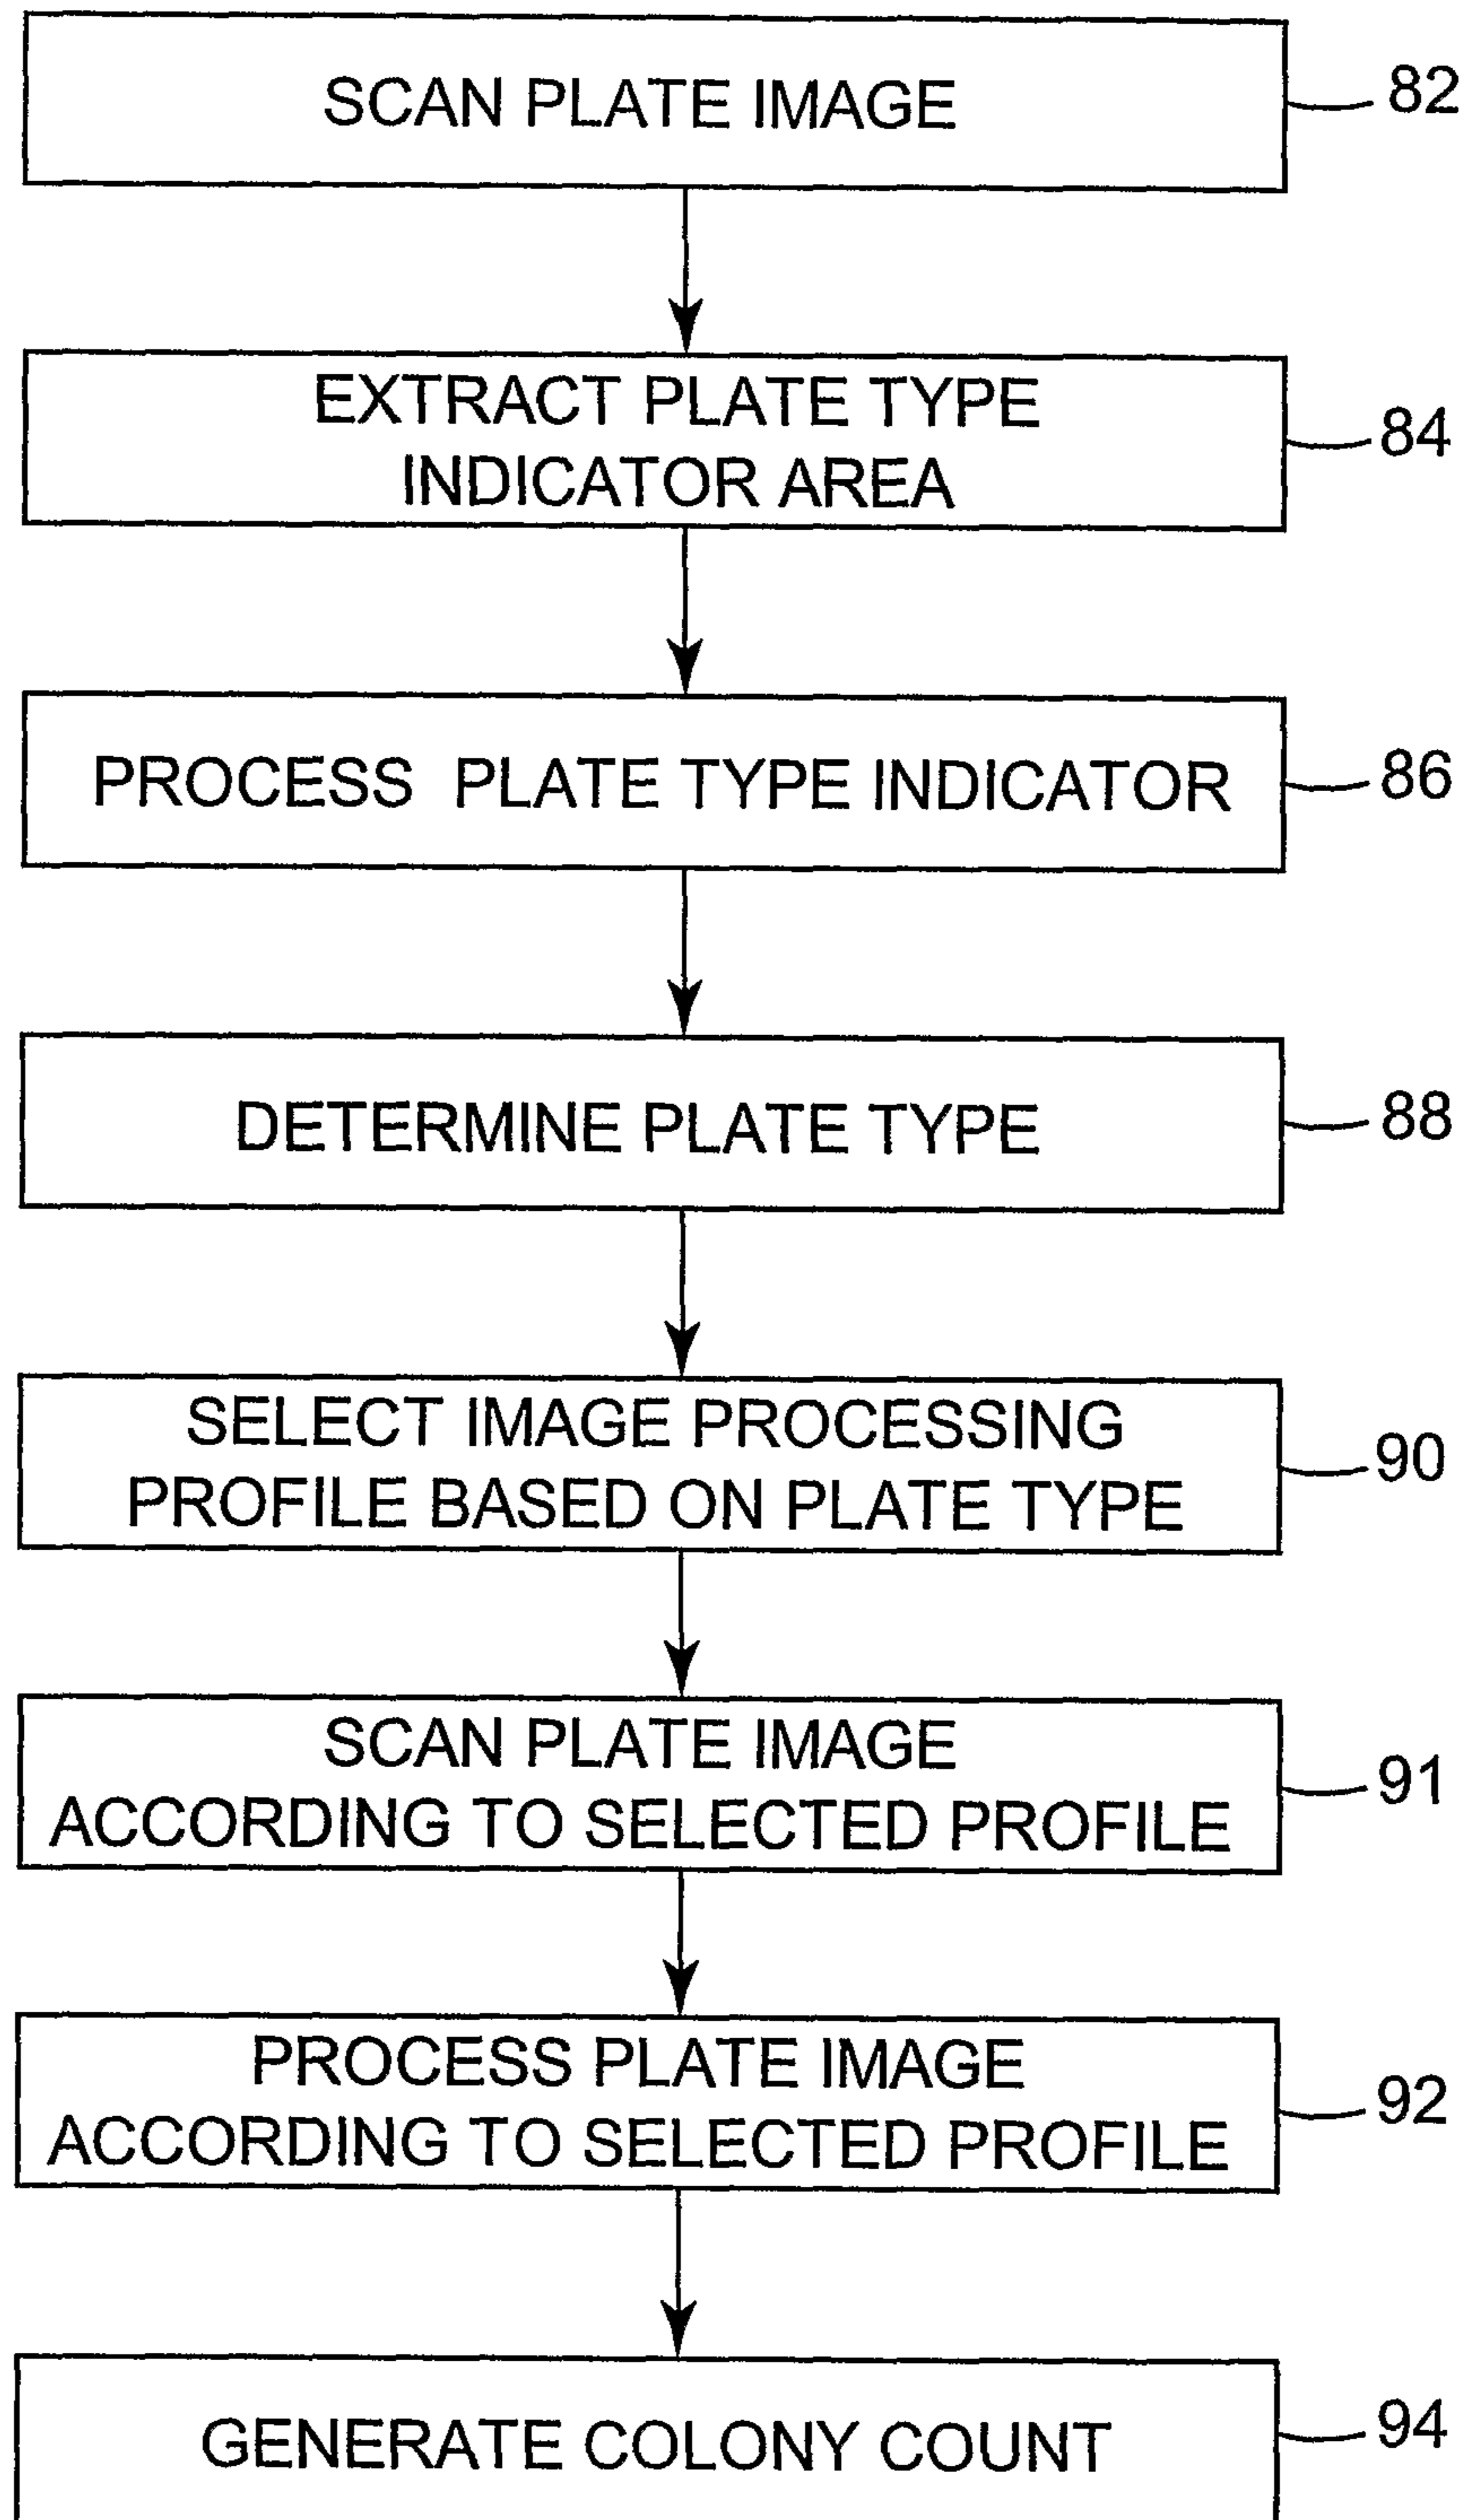 SCAN PLATE IMAGE
82
EXTRACT PLATE TYPE
INDICATOR AREA
84
PROCESS PLATE TYPE INDICATOR
86
DETERMINE PLATE TYPE
88
SELECT IMAGE PROCESSING
PROFILE BASED ON PLATE TYPE
90
SCAN PLATE IMAGE
ACCORDING TO SELECTED PROFILE
91
PROCESS PLATE IMAGE
ACCORDING TO SELECTED PROFILE
92
GENERATE COLONY COUNT
94